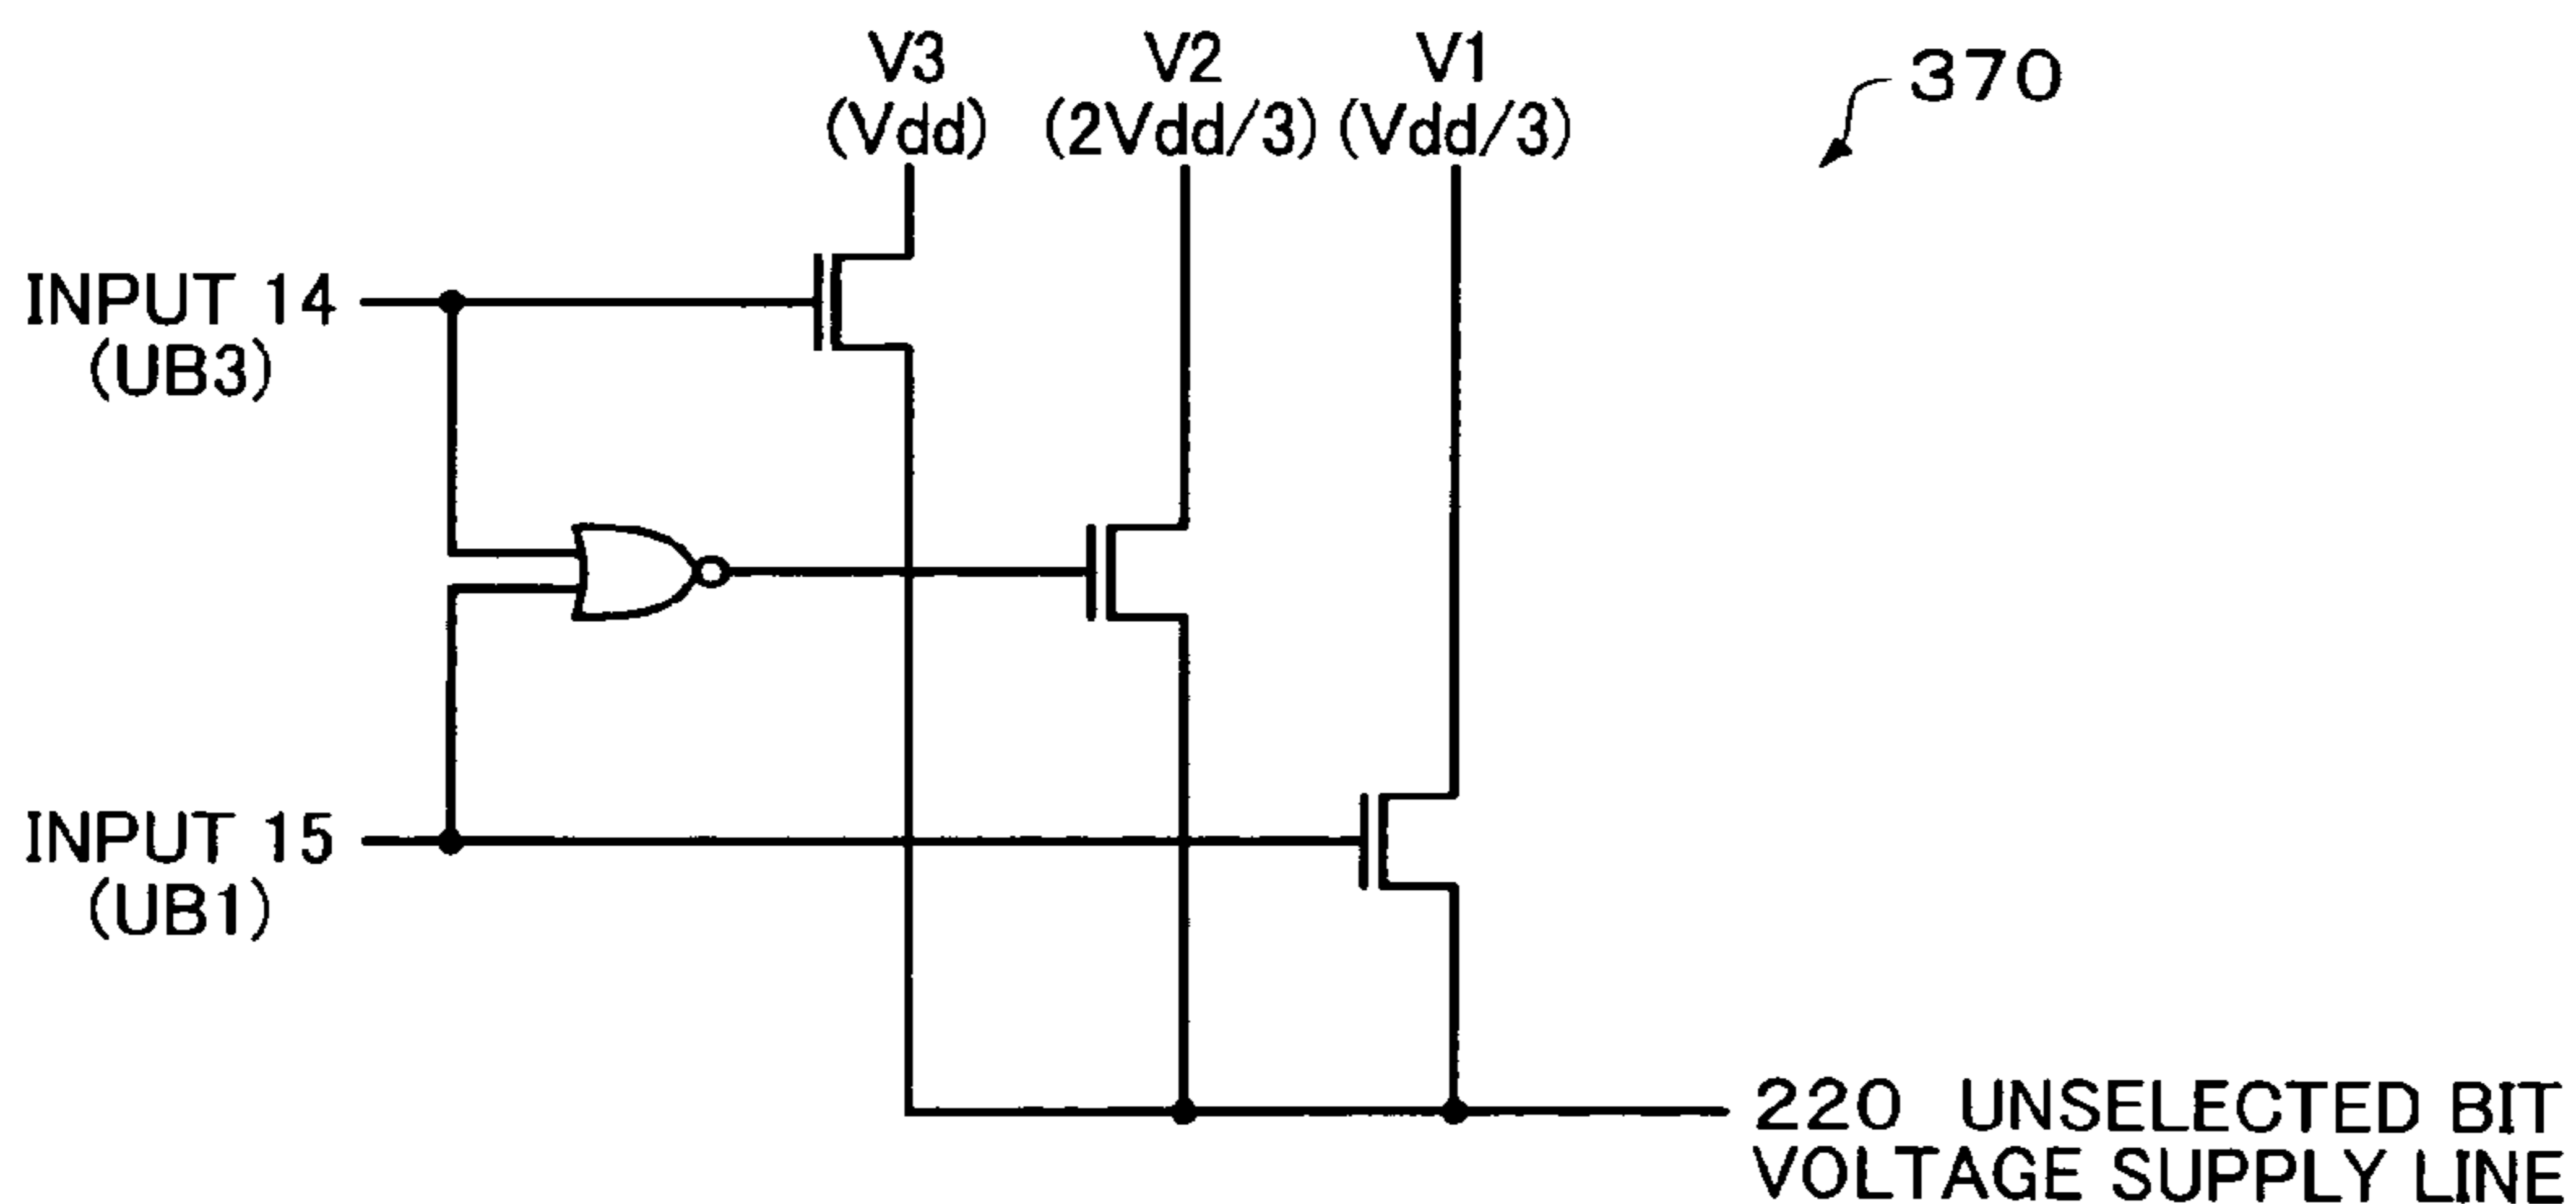 V3 V2 V1
(Vdd) (2Vdd/3) (Vdd/3)
370
INPUT 14
(UB3)
INPUT 15
(UB1)
220 UNSELECTED BIT
VOLTAGE SUPPLY LINE